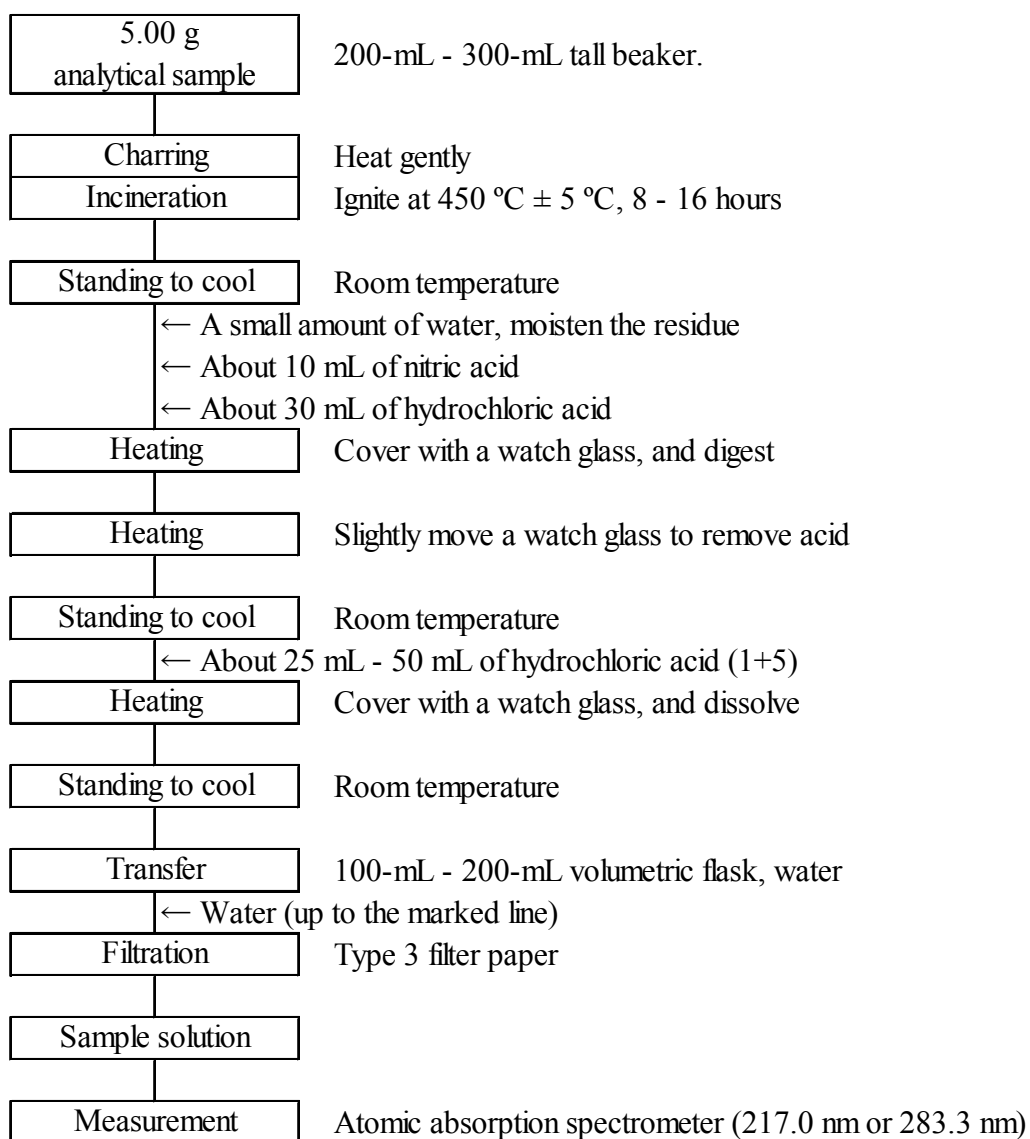 5.00 g
analytical sample
200-mL - 300-mL tall beaker.
Charring
Heat gently
Incineration
Ignite at 450 ºC ± 5 ºC, 8 - 16 hours
Standing to cool
Room temperature
← A small amount of water, moisten the residue
← About 10 mL of nitric acid
← About 30 mL of hydrochloric acid
Heating
Cover with a watch glass, and digest
Heating
Slightly move a watch glass to remove acid
Standing to cool
Room temperature
← About 25 mL - 50 mL of hydrochloric acid (1+5)
Heating
Cover with a watch glass, and dissolve
Standing to cool
Room temperature
Transfer
100-mL - 200-mL volumetric flask, water
← Water (up to the marked line)
Filtration
Type 3 filter paper
Sample solution
Measurement
Atomic absorption spectrometer (217.0 nm or 283.3 nm)